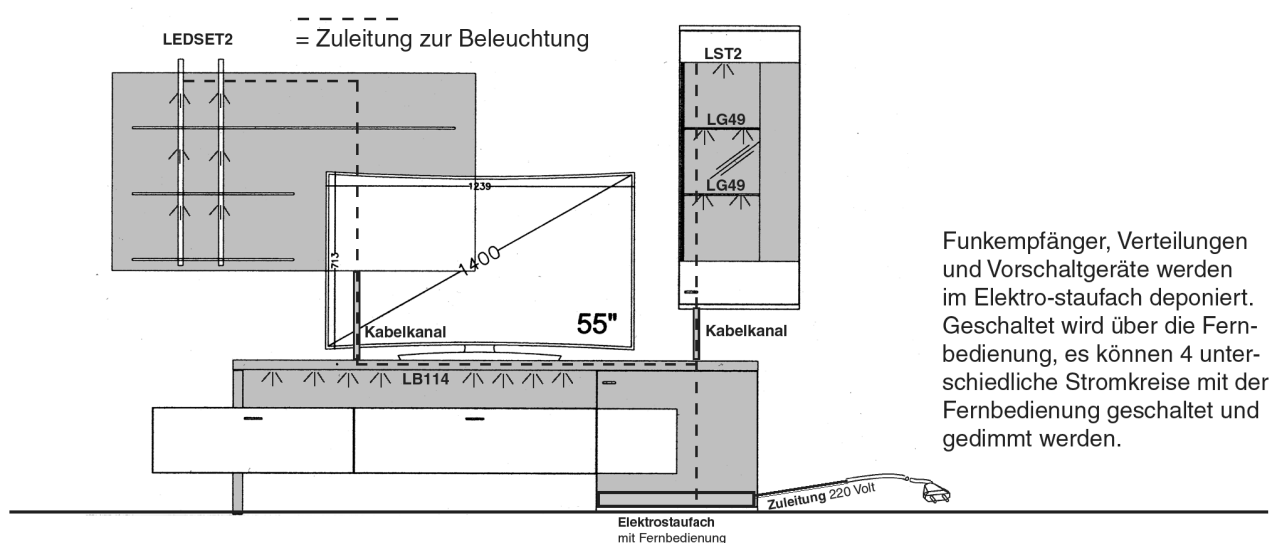 LEDSET2
= Zuleitung zur Beleuchtung
LST2
LG49
LG49
1239
713
1400
55"
Kabelkanal
Kabelkanal
LB114
Funkempfänger, Verteilungen
und Vorschaltgeräte werden
im Elektro-staufach deponiert.
Geschaltet wird über die Fern-
bedienung, es können 4 unter-
schiedliche Stromkreise mit der
Fernbedienung geschaltet und
gedimmt werden.
Zuleitung 220 Volt
Elektrostaufach
mit Fernbedienung